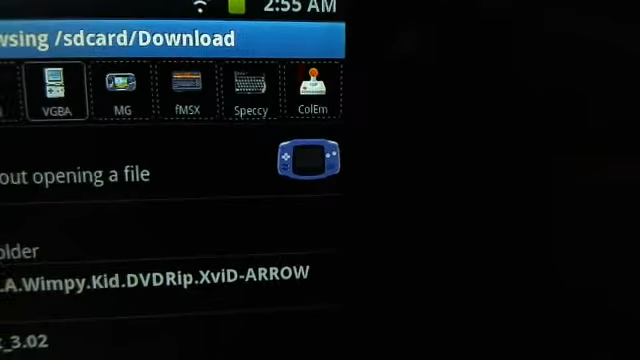 2:55 AM
wsing /sdcard/Download
VGBA MG fMSX Speccy ColEm
out opening a file
older
.A.Wimpy.Kid.DVDRip.XviD-ARROW
_3.02